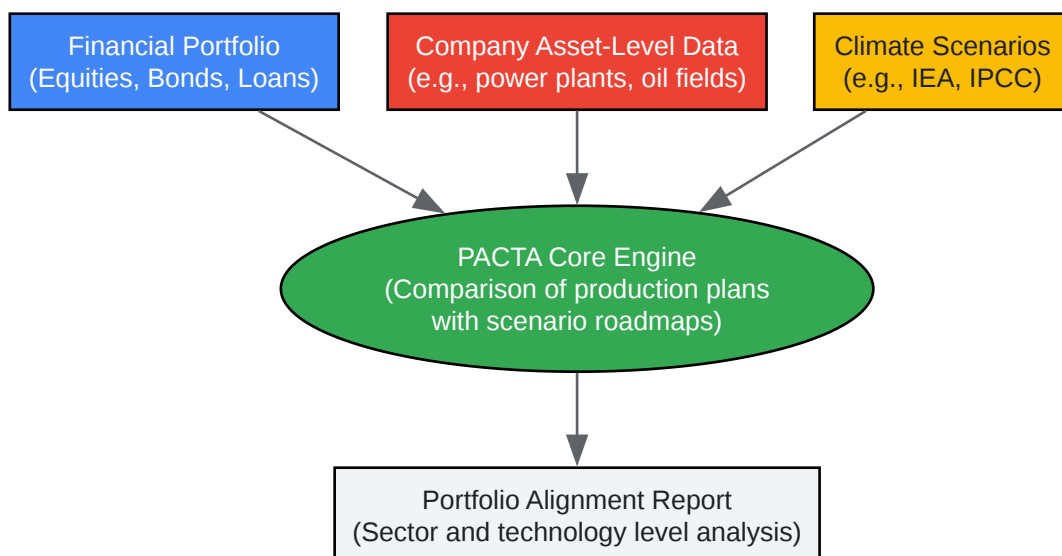 Financial Portfolio
(Equities, Bonds, Loans)
Company Asset-Level Data
(e.g., power plants, oil fields)
Climate Scenarios
(e.g., IEA, IPCC)
PACTA Core Engine
(Comparison of production plans
with scenario roadmaps)
Portfolio Alignment Report
(Sector and technology level analysis)